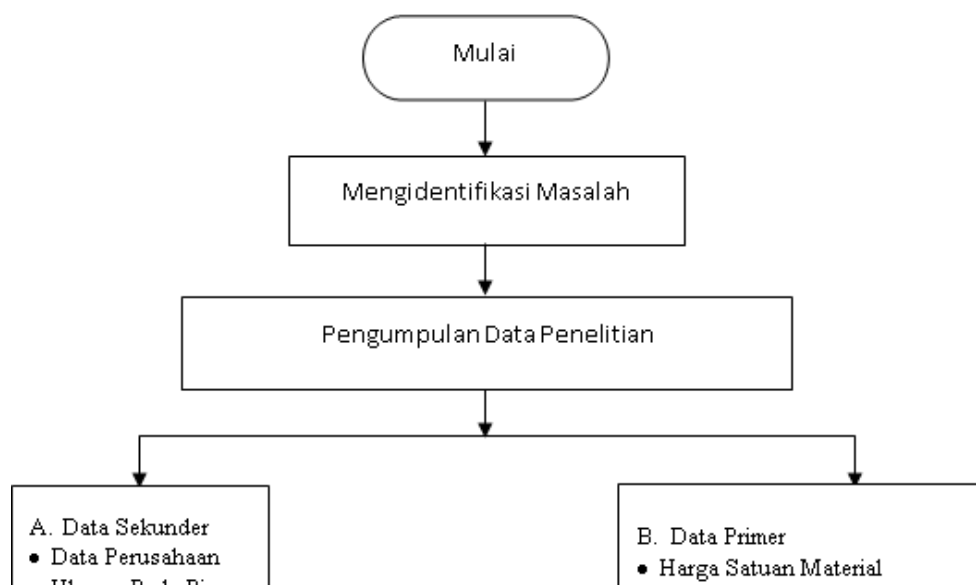 Mulai
Mengidentifikasi Masalah
Pengumpulan Data Penelitian
A. Data Sekunder
• Data Perusahaan
B. Data Primer
• Harga Satuan Material